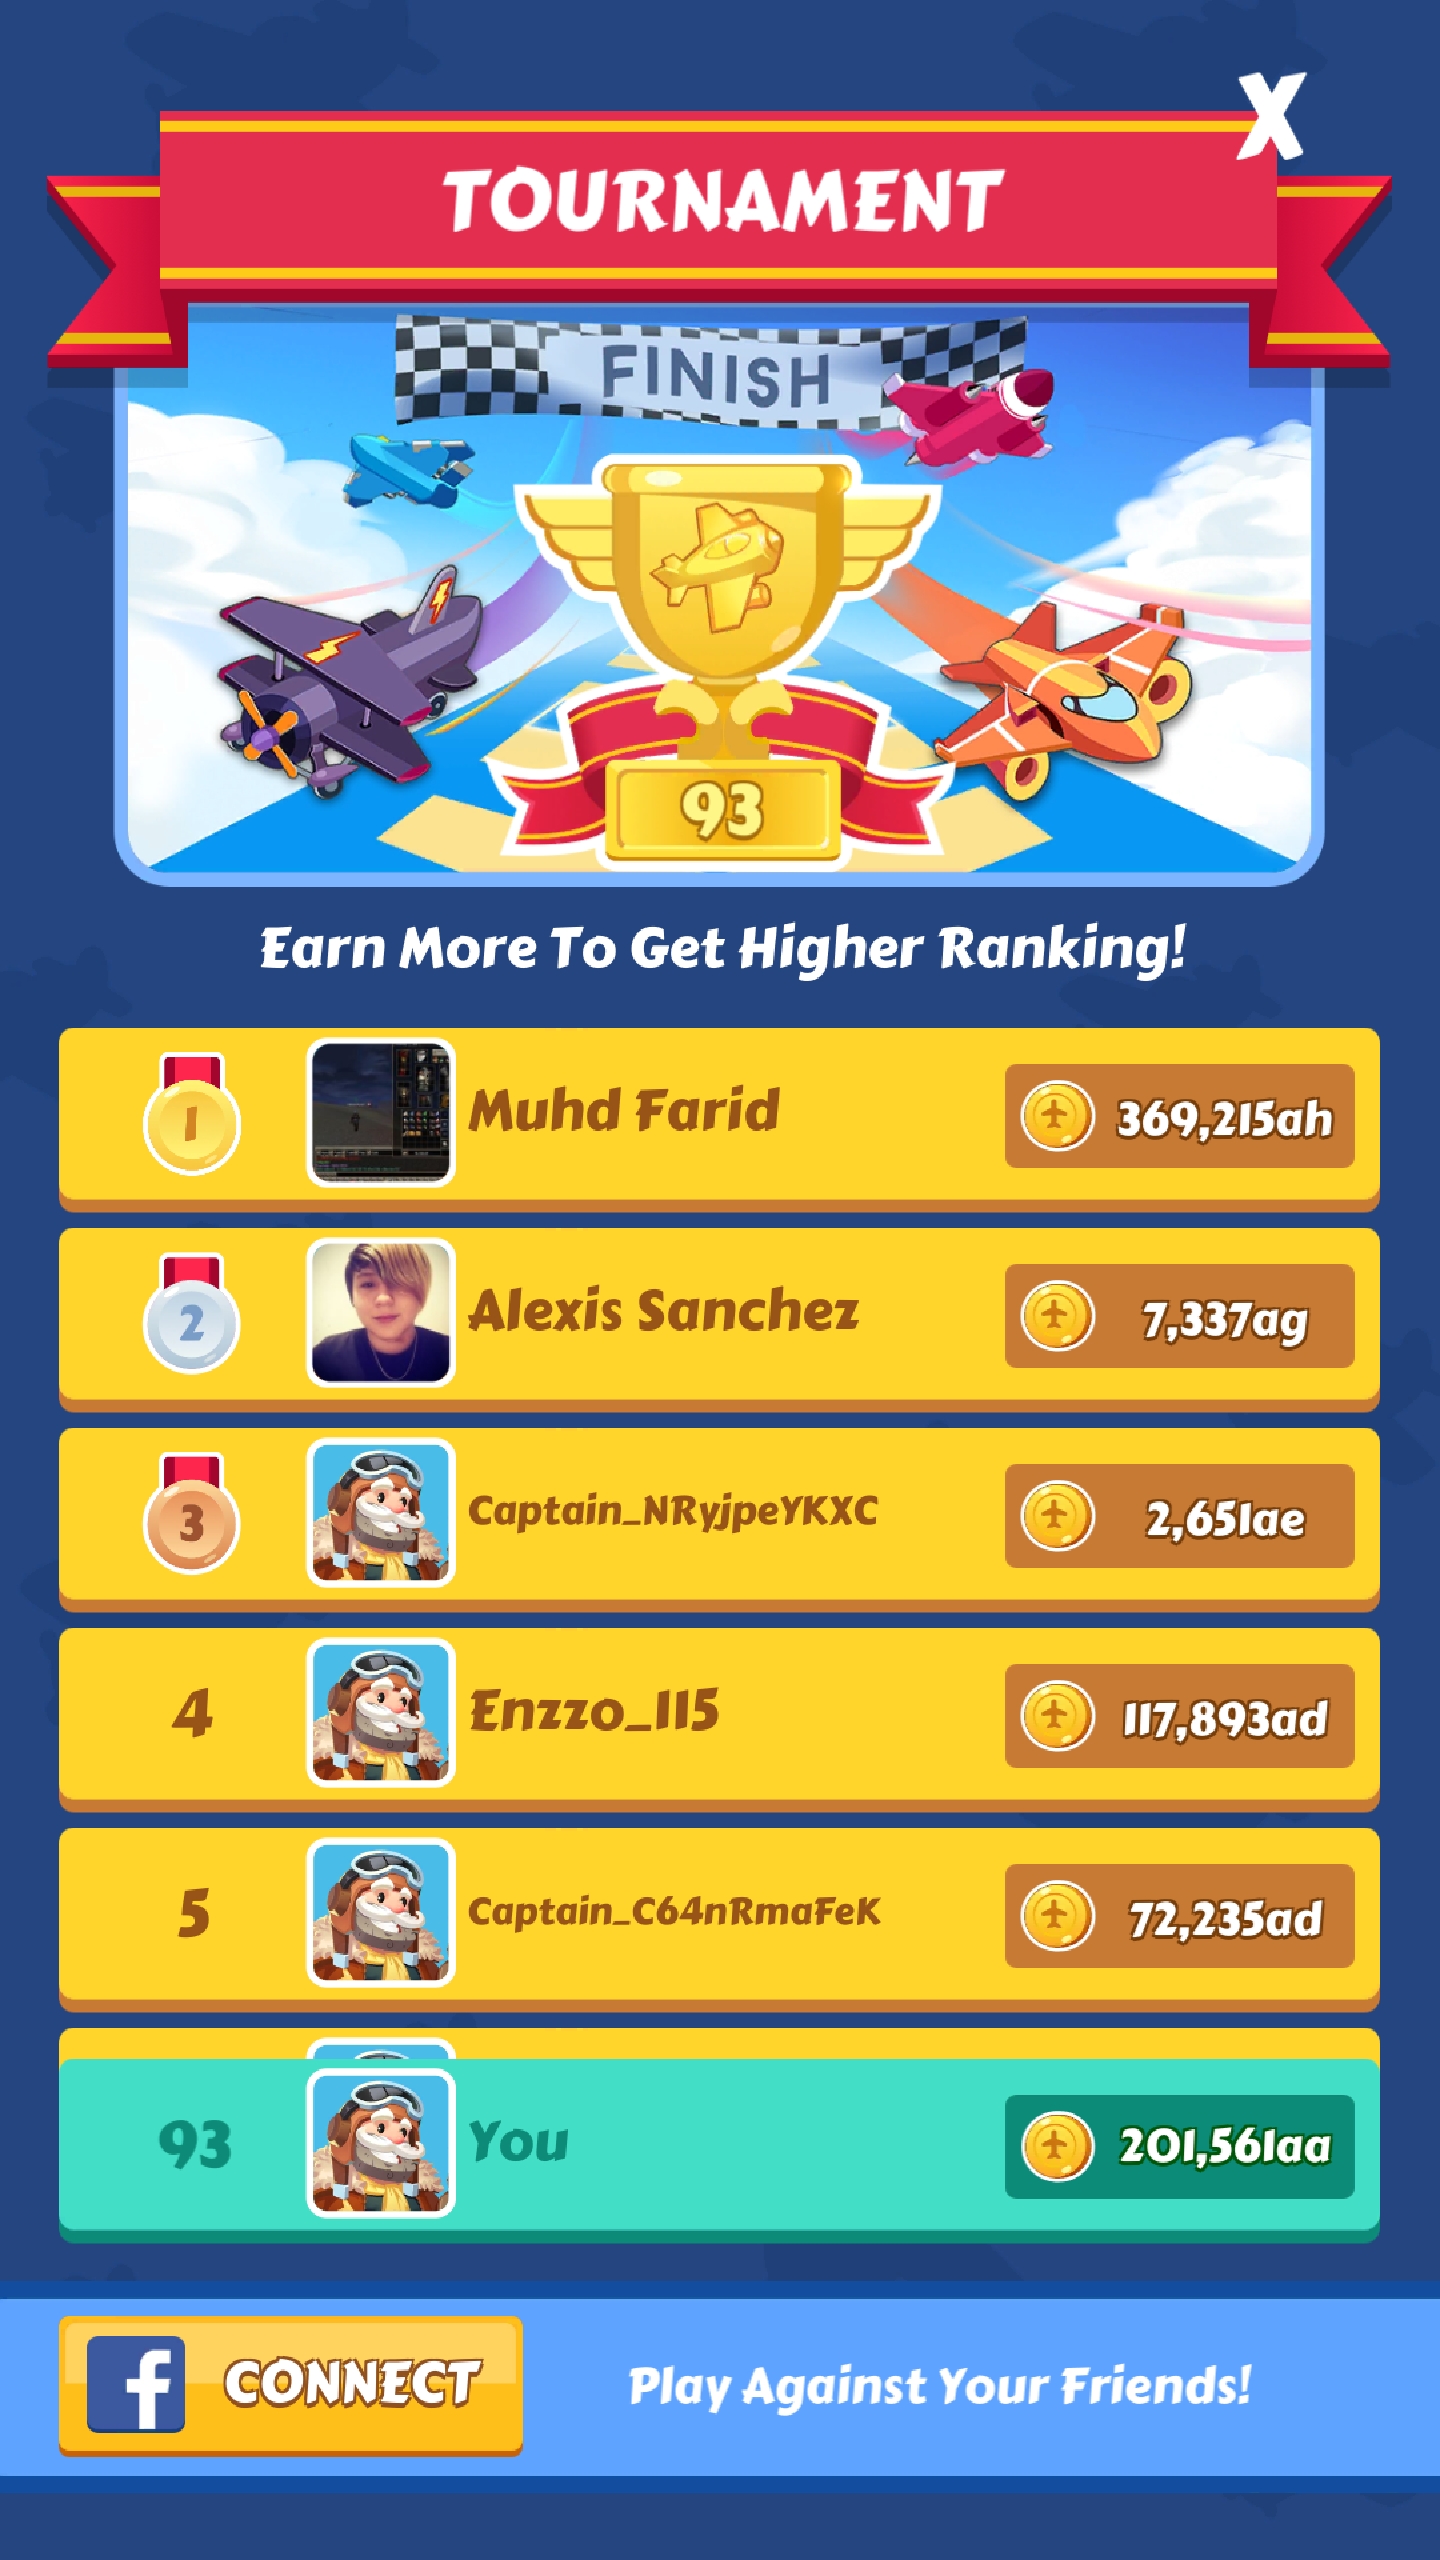 X
TOURNAMENT
FINISH
93
Earn More To Get Higher Ranking!
1 Muhd Farid 369,215ah
2 Alexis Sanchez 7,337ag
3 Captain_NRyjpeYKXC 2,651ae
4 Enzzo_115 117,893ad
5 Captain_C64nRmaFeK 72,235ad
93 You 201,561aa
f CONNECT Play Against Your Friends!